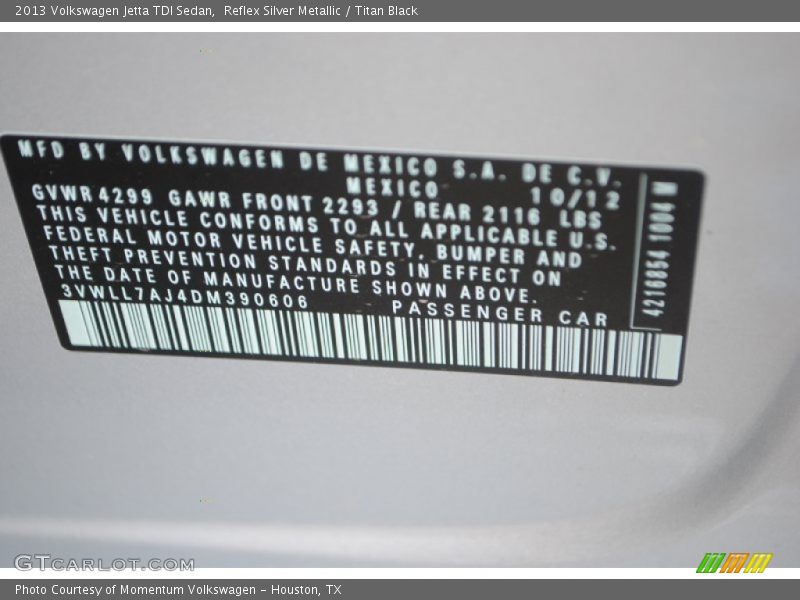 2013 Volkswagen Jetta TDI Sedan,  Reflex Silver Metallic / Titan Black
MFD BY VOLKSWAGEN DE MEXICO S.A. DE C.V.
MEXICO 10/12
GVWR 4299 GAWR FRONT 2293 / REAR 2116 LBS
THIS VEHICLE CONFORMS TO ALL APPLICABLE U.S.
FEDERAL MOTOR VEHICLE SAFETY, BUMPER AND
THEFT PREVENTION STANDARDS IN EFFECT ON
THE DATE OF MANUFACTURE SHOWN ABOVE.
3VWLL7AJ4DM390606 PASSENGER CAR
4216854 1004 M
GTCARLOT.COM
Photo Courtesy of Momentum Volkswagen - Houston, TX